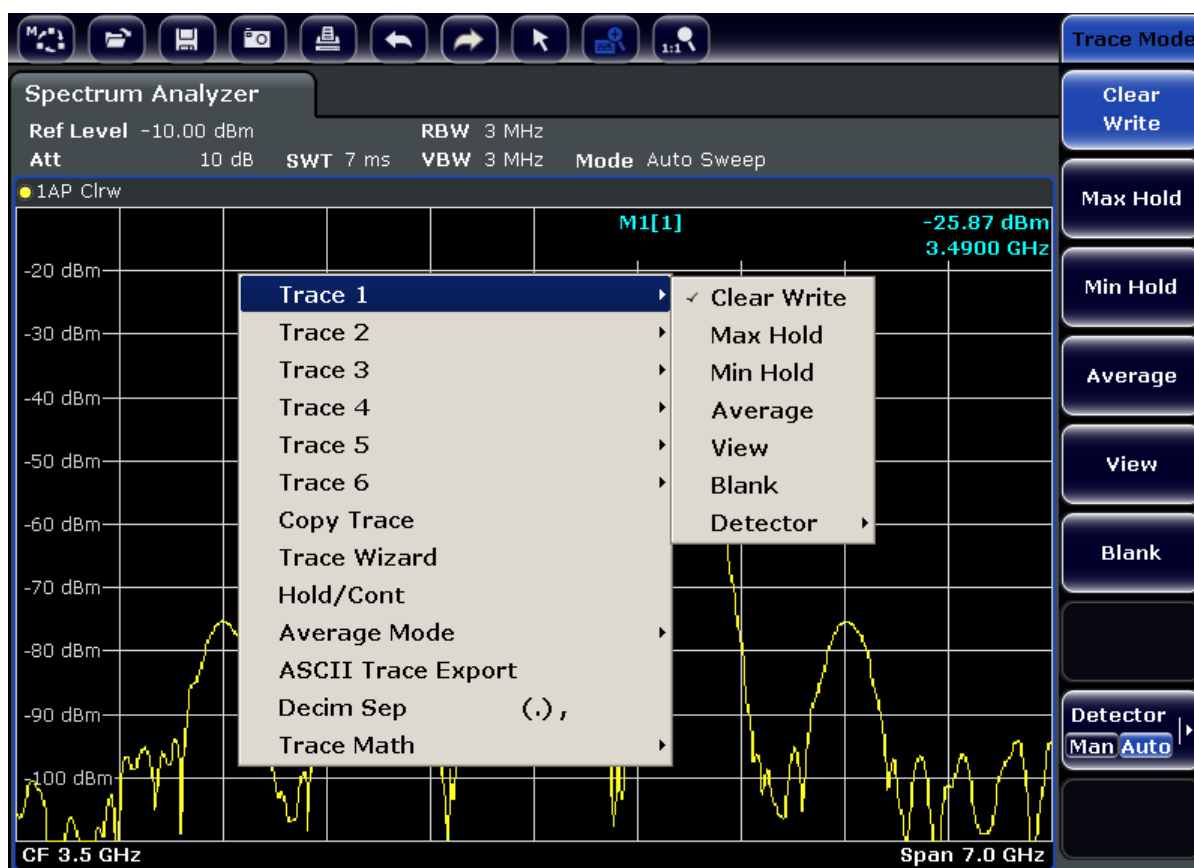 M
1:1
Trace Mode
Spectrum Analyzer
Ref Level -10.00 dBm RBW 3 MHz
Att 10 dB SWT 7 ms VBW 3 MHz Mode Auto Sweep
1AP Clrw
M1[1] -25.87 dBm
3.4900 GHz
-20 dBm
-30 dBm
-40 dBm
-50 dBm
-60 dBm
-70 dBm
-80 dBm
-90 dBm
-100 dBm
Trace 1
Trace 2
Trace 3
Trace 4
Trace 5
Trace 6
Copy Trace
Trace Wizard
Hold/Cont
Average Mode
ASCII Trace Export
Decim Sep (.) ,
Trace Math
Clear Write
Max Hold
Min Hold
Average
View
Blank
Detector
CF 3.5 GHz Span 7.0 GHz
Clear
Write
Max Hold
Min Hold
Average
View
Blank
Detector
Man Auto